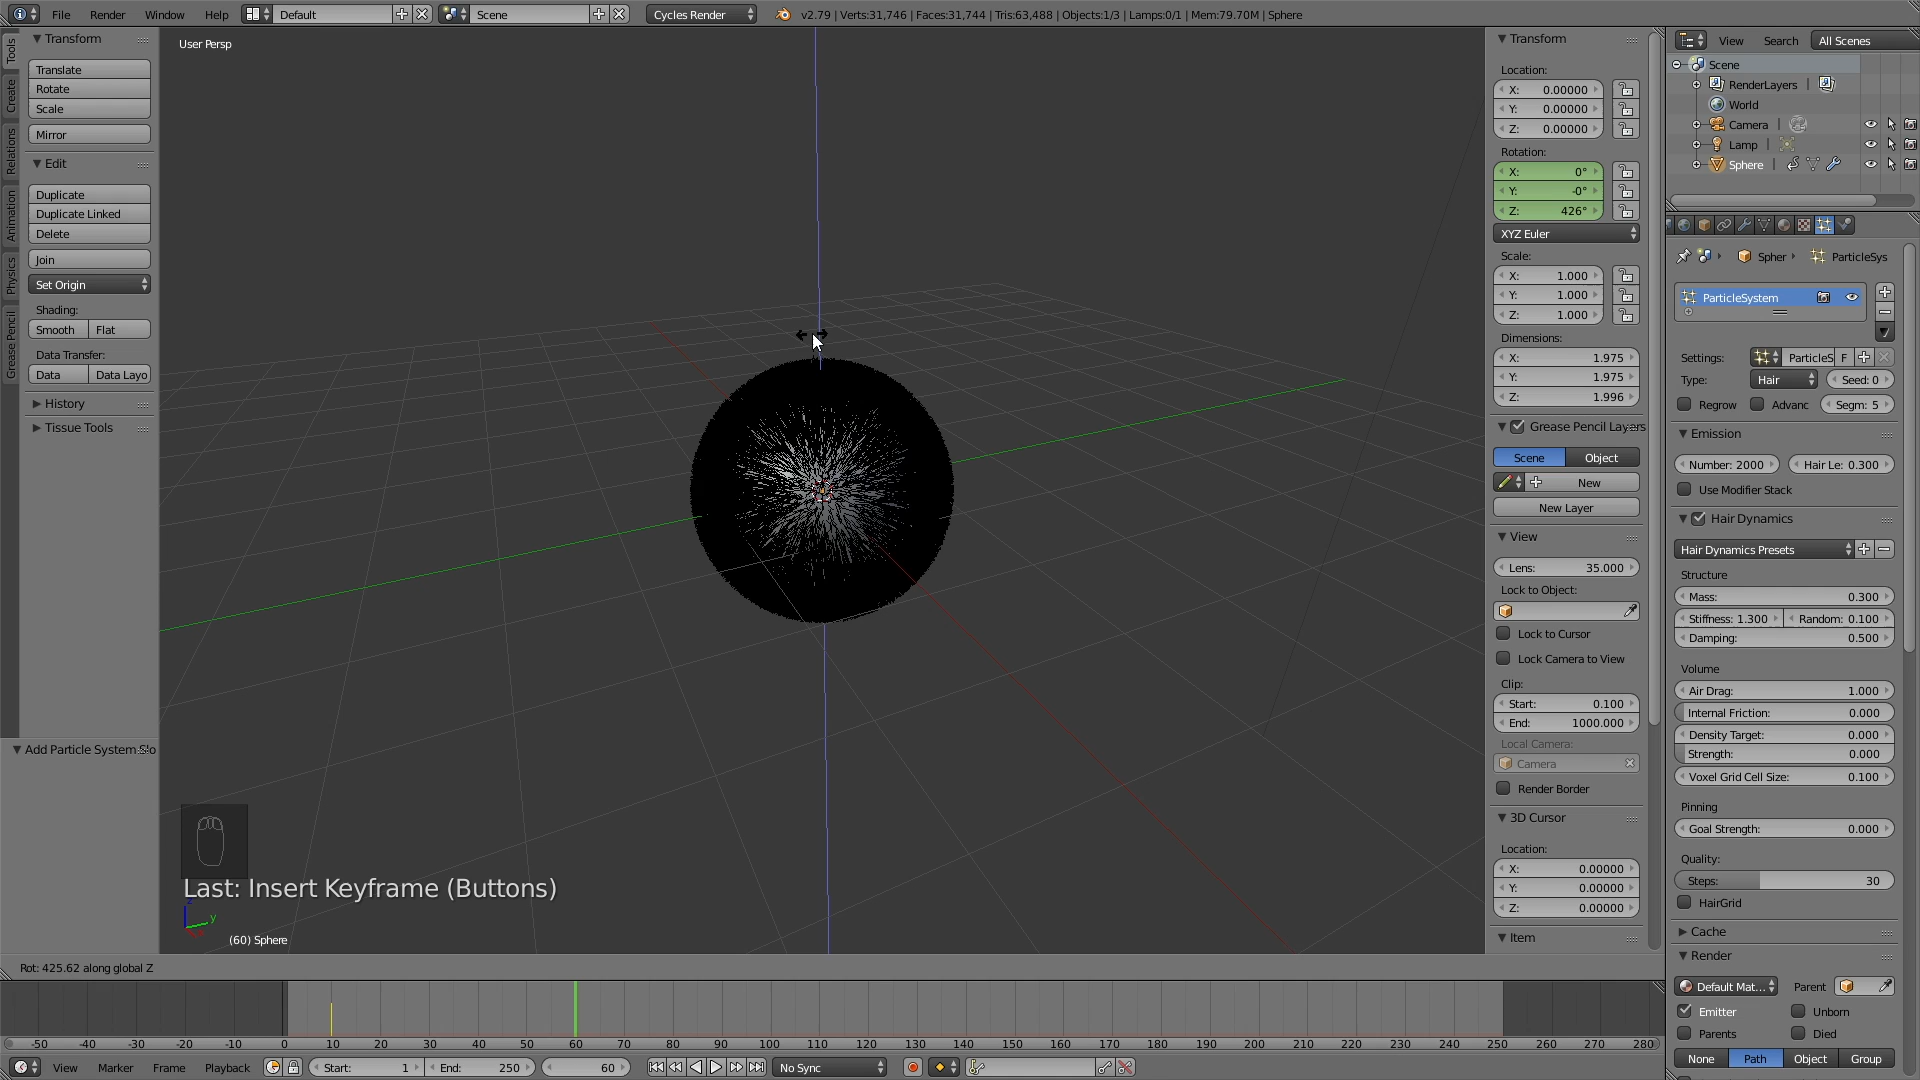 File Render Window Help Default Scene Cycles Render v2.79 | Verts:31,746 | Faces:31,744 | Tris:63,488 | Objects:1/3 | Lamps:0/1 | Mem:79.70M | Sphere
Tools
Create
Relations
Animation
Physics
Grease Pencil
Transform
Translate
Rotate
Scale
Mirror
Edit
Duplicate
Duplicate Linked
Delete
Join
Set Origin
Shading:
Smooth Flat
Data Transfer:
Data Data Layo
History
Tissue Tools
Add Particle System Slo
User Persp
Last: Insert Keyframe (Buttons)
z
y
(60) Sphere
Transform
Location:
X: 0.00000
Y: 0.00000
Z: 0.00000
Rotation:
X: 0°
Y: -0°
Z: 426°
XYZ Euler
Scale:
X: 1.000
Y: 1.000
Z: 1.000
Dimensions:
X: 1.975
Y: 1.975
Z: 1.996
Grease Pencil Layers
Scene Object
New
New Layer
View
Lens: 35.000
Lock to Object:
Lock to Cursor
Lock Camera to View
Clip:
Start: 0.100
End: 1000.000
Local Camera:
Camera
Render Border
3D Cursor
Location:
X: 0.00000
Y: 0.00000
Z: 0.00000
Item
View Search All Scenes
Scene
RenderLayers
World
Camera
Lamp
Sphere
Spher ParticleSys
ParticleSystem
Settings: ParticleS F
Type: Hair Seed: 0
Regrow Advanc Segm: 5
Emission
Number: 2000 Hair Le: 0.300
Use Modifier Stack
Hair Dynamics
Hair Dynamics Presets
Structure
Mass: 0.300
Stiffness: 1.300 Random: 0.100
Damping: 0.500
Volume
Air Drag: 1.000
Internal Friction: 0.000
Density Target: 0.000
Strength: 0.000
Voxel Grid Cell Size: 0.100
Pinning
Goal Strength: 0.000
Quality:
Steps: 30
HairGrid
Cache
Render
Default Mat... Parent
Emitter Unborn
Parents Died
None Path Object Group
Rot: 425.62 along global Z
-50 -40 -30 -20 -10 0 10 20 30 40 50 60 70 80 90 100 110 120 130 140 150 160 170 180 190 200 210 220 230 240 250 260 270 280
View Marker Frame Playback Start: 1 End: 250 60 No Sync